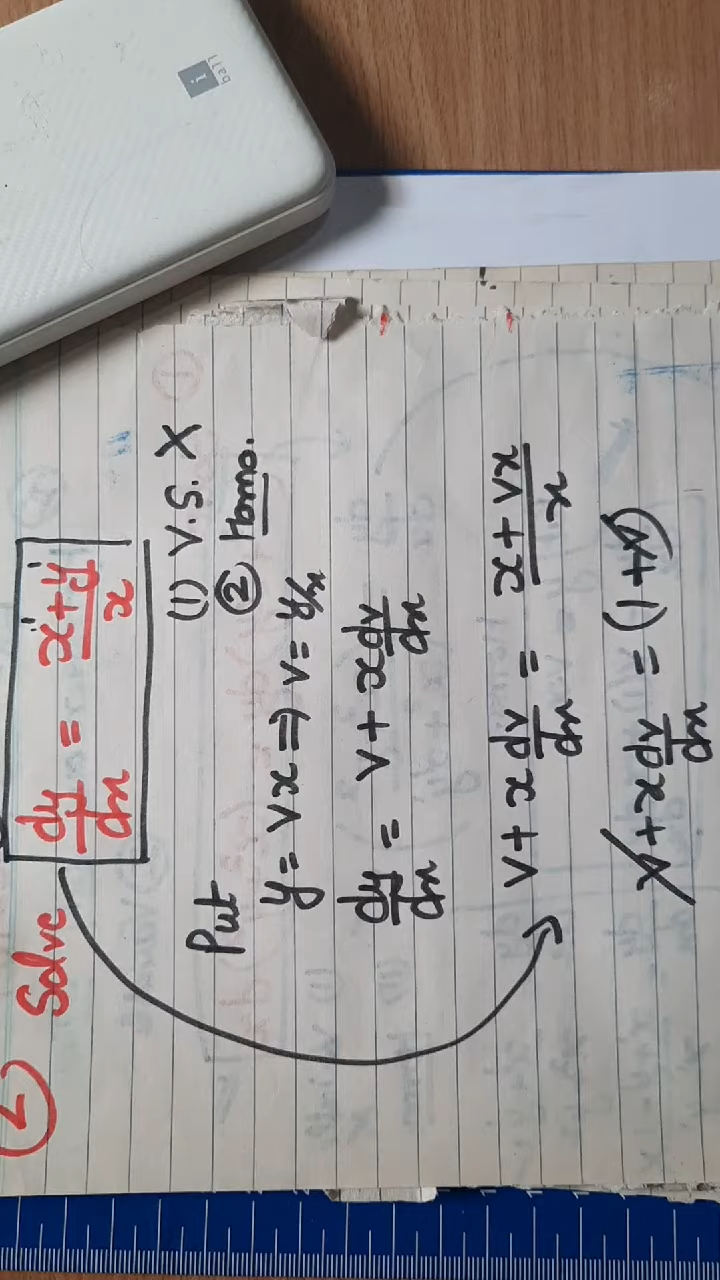 ② Solve dy/dx = x+y/x
(1) V.S. X
② Homo.
Put
y = vx ⇒ v = y/x
dy/dx = v + x dv/dx
v + x dv/dx = x+vx/x
v + x dv/dx = (1+v)
i ball